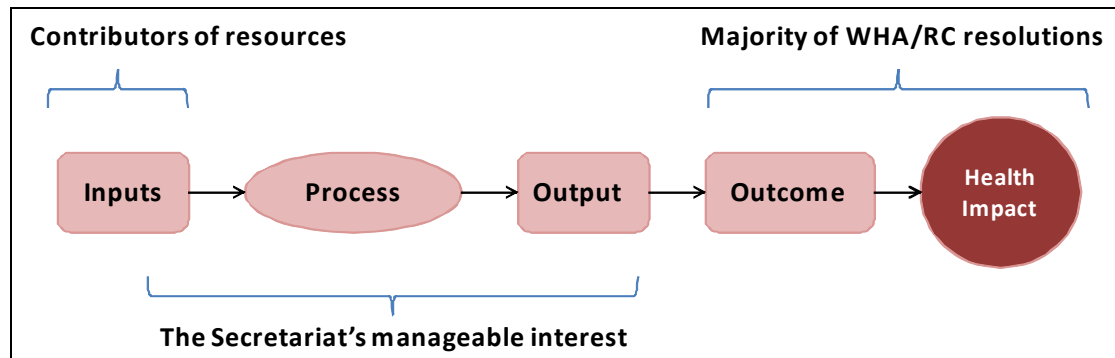 Contributors of resources
Majority of WHA/RC resolutions
Inputs
Process
Output
Outcome
Health
Impact
The Secretariat’s manageable interest